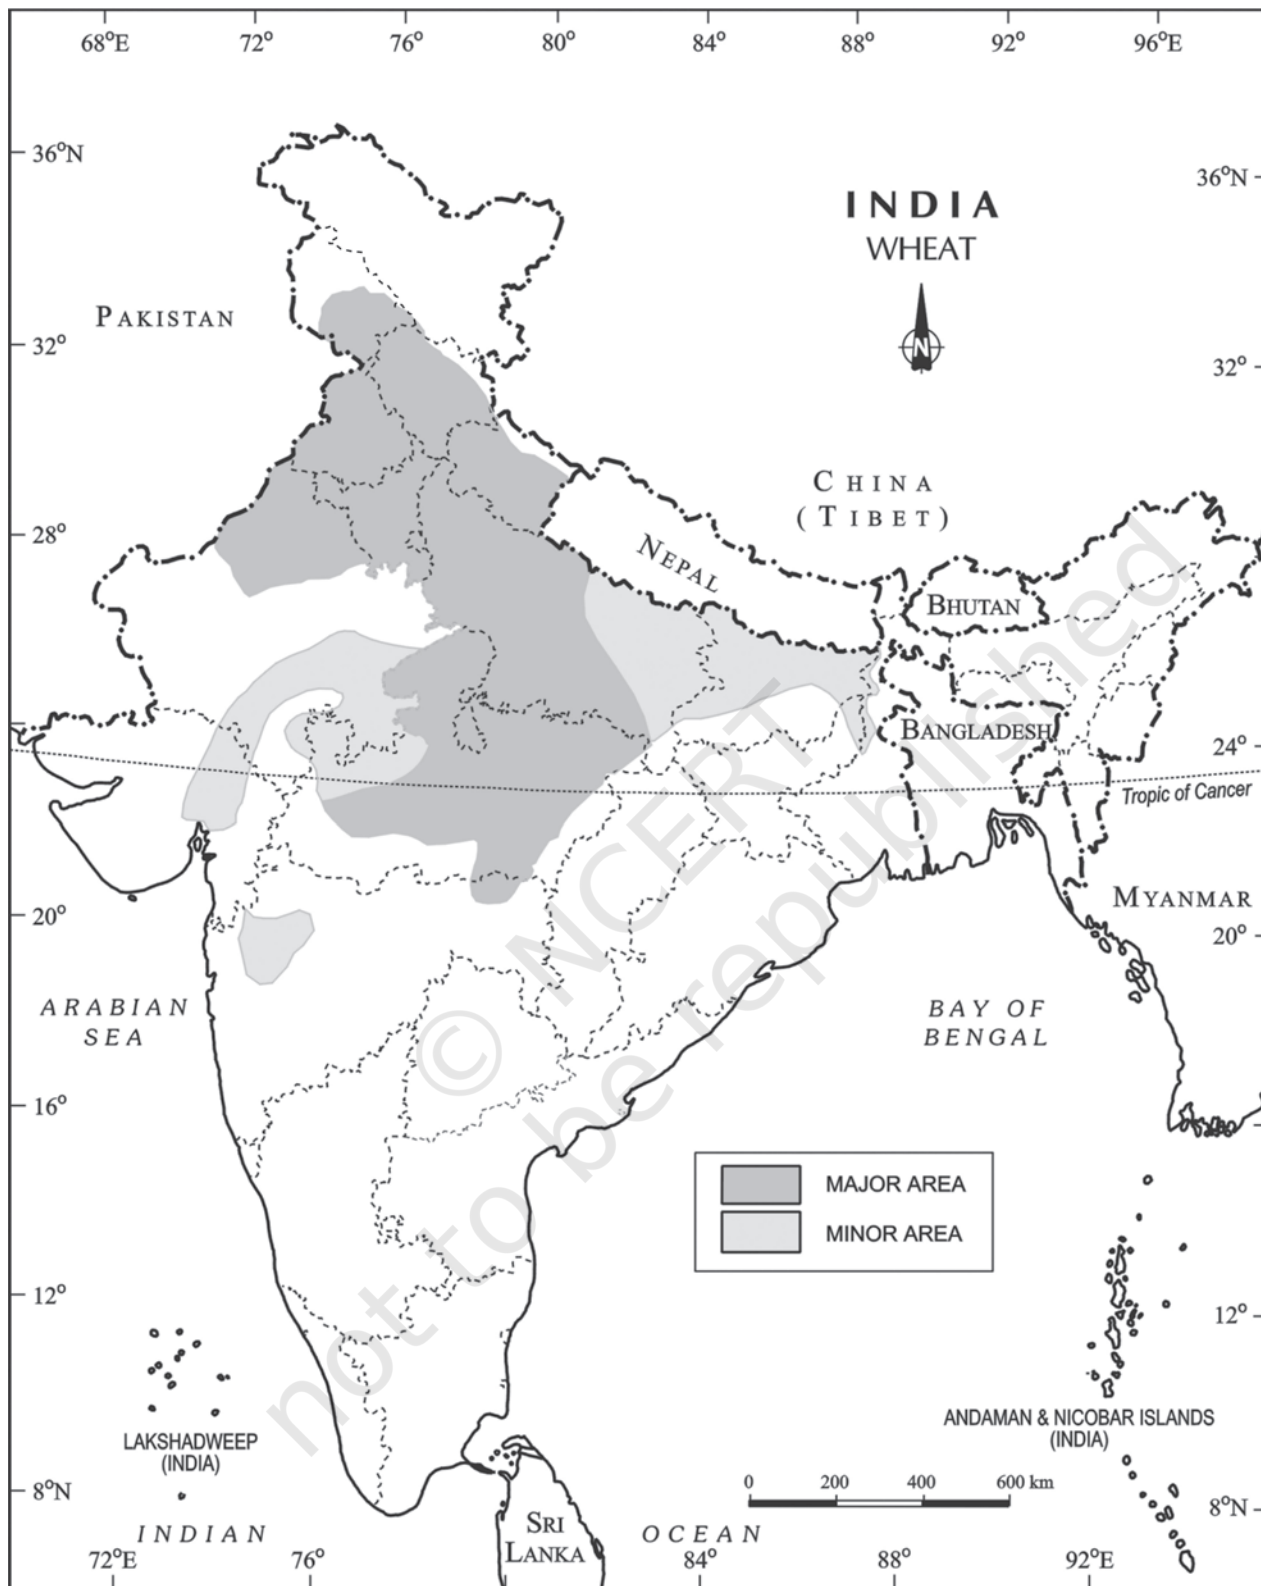 68°E 72° 76° 80° 84° 88° 92° 96°E
36°N
36°N
INDIA
WHEAT
N
PAKISTAN
32°
32°
CHINA
(TIBET)
28°
NEPAL
BHUTAN
BANGLADESH
24°
Tropic of Cancer
MYANMAR
20°
20°
ARABIAN
SEA
BAY OF
BENGAL
16°
MAJOR AREA
MINOR AREA
12°
12°
LAKSHADWEEP
(INDIA)
ANDAMAN & NICOBAR ISLANDS
(INDIA)
0 200 400 600 km
8°N
8°N
INDIAN
OCEAN
SRI
LANKA
72°E 76° 84° 88° 92°E
© NCERT
not to be republished